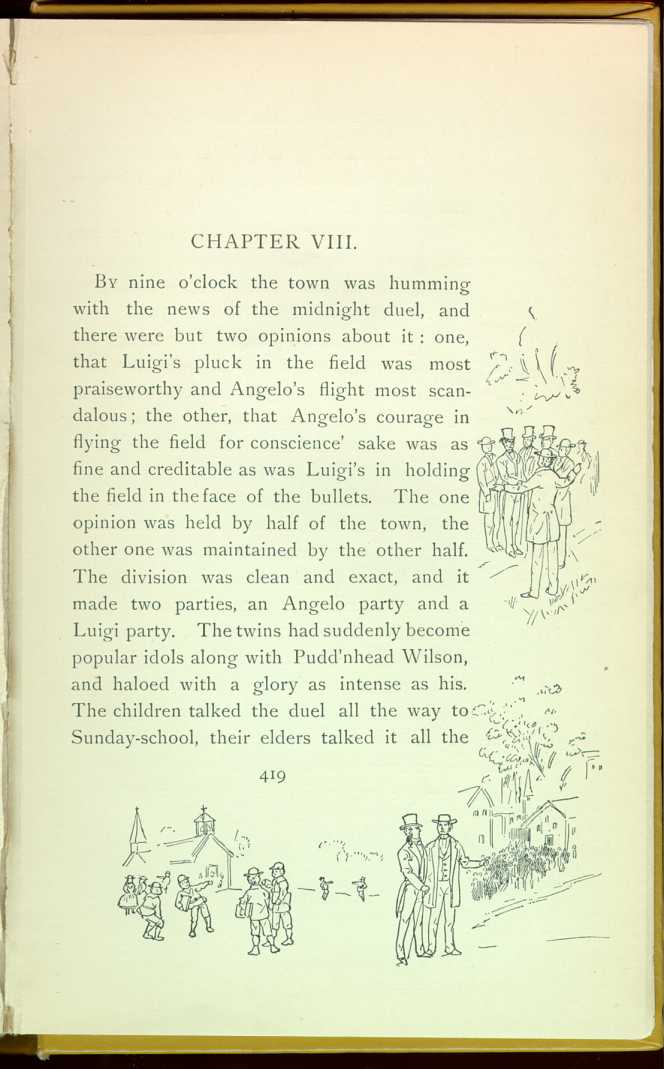 CHAPTER VIII.
By nine o'clock the town was humming
with the news of the midnight duel, and
there were but two opinions about it : one,
that Luigi's pluck in the field was most
praiseworthy and Angelo's flight most scan-
dalous ; the other, that Angelo's courage in
flying the field for conscience' sake was as
fine and creditable as was Luigi's in holding
the field in the face of the bullets. The one
opinion was held by half of the town, the
other one was maintained by the other half.
The division was clean and exact, and it
made two parties, an Angelo party and a
Luigi party. The twins had suddenly become
popular idols along with Pudd'nhead Wilson,
and haloed with a glory as intense as his.
The children talked the duel all the way to
Sunday-school, their elders talked it all the
419